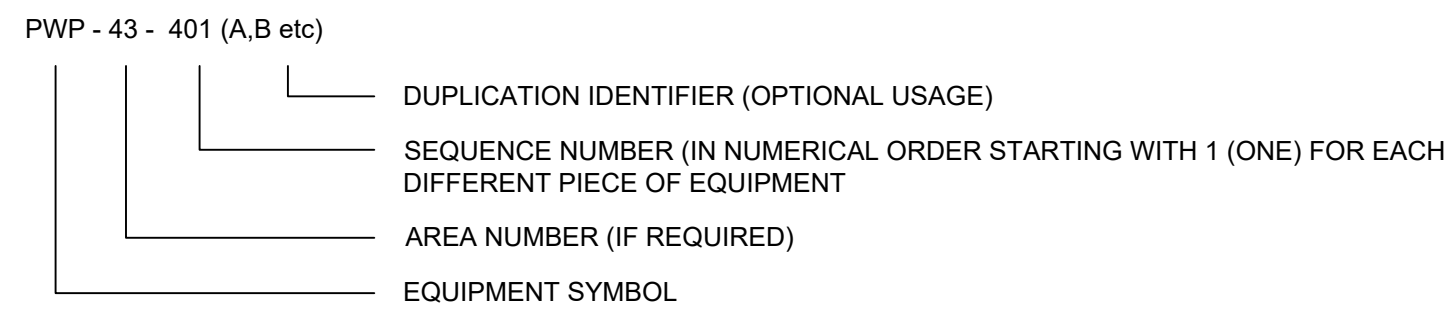 PWP - 43 - 401 (A,B etc)
DUPLICATION IDENTIFIER (OPTIONAL USAGE)
SEQUENCE NUMBER (IN NUMERICAL ORDER STARTING WITH 1 (ONE) FOR EACH
DIFFERENT PIECE OF EQUIPMENT
AREA NUMBER (IF REQUIRED)
EQUIPMENT SYMBOL